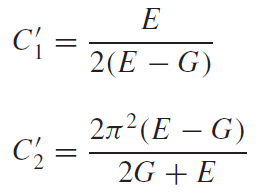 C′₁ = E / 2(E − G)
C′₂ = 2π²(E − G) / 2G + E